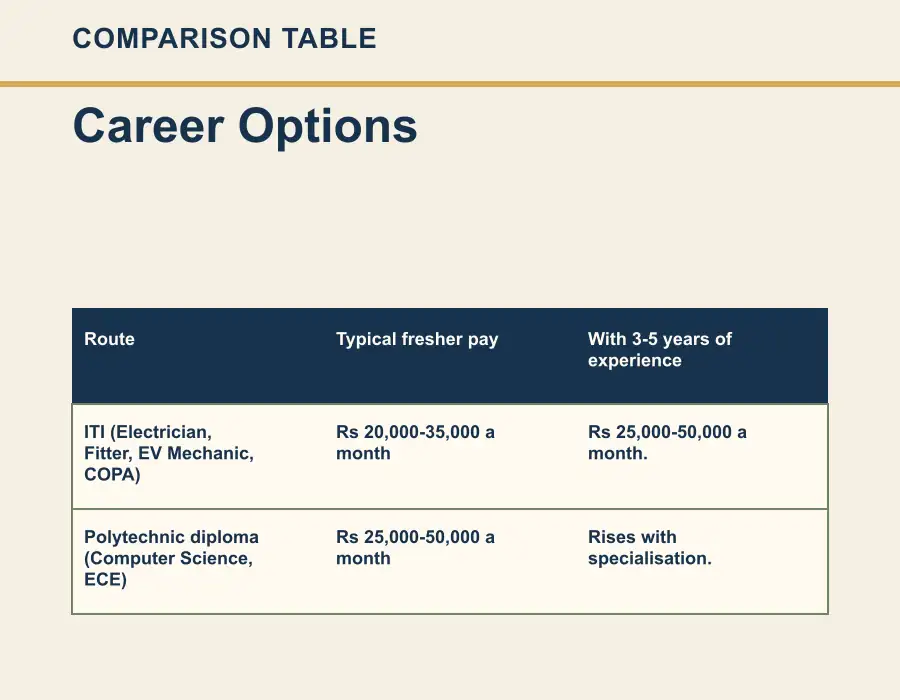 COMPARISON TABLE
Career Options
Route
Typical fresher pay
With 3-5 years of
experience
ITI (Electrician,
Fitter, EV Mechanic,
COPA)
Rs 20,000-35,000 a
month
Rs 25,000-50,000 a
month.
Polytechnic diploma
(Computer Science,
ECE)
Rs 25,000-50,000 a
month
Rises with
specialisation.